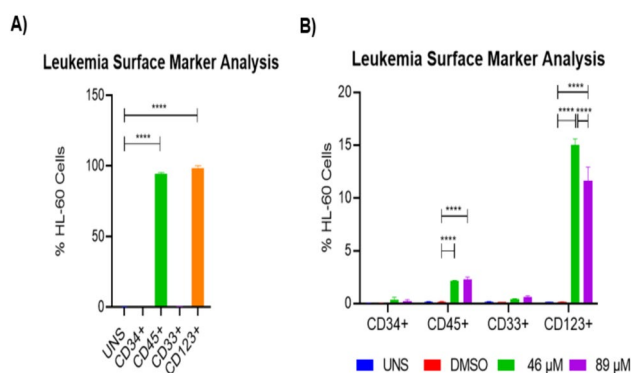 A)
Leukemia Surface Marker Analysis
% HL-60 Cells
150
100
50
0
****
****
UNS
CD34+
CD45+
CD33+
CD123+
B)
Leukemia Surface Marker Analysis
% HL-60 Cells
20
15
10
5
0
****
****
****
****
****
CD34+ CD45+ CD33+ CD123+
UNS DMSO 46 µM 89 µM